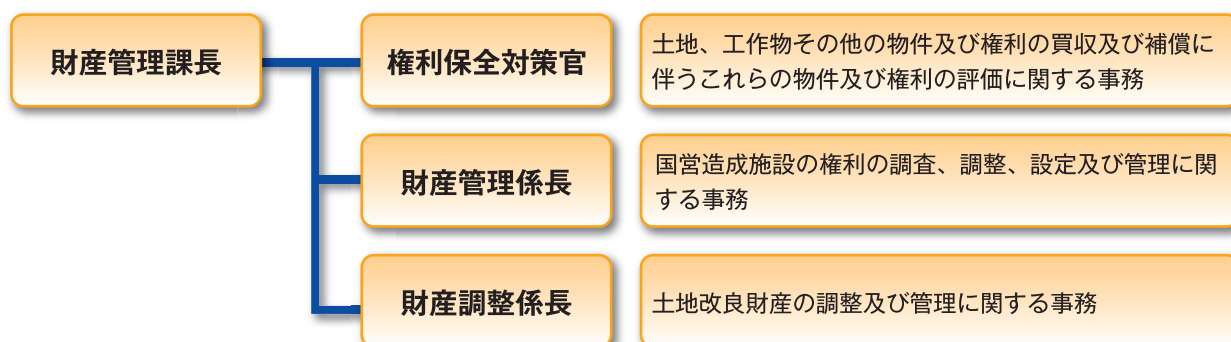 財産管理課長
権利保全対策官
土地、工作物その他の物件及び権利の買収及び補償に
伴うこれらの物件及び権利の評価に関する事務
財産管理係長
国営造成施設の権利の調査、調整、設定及び管理に関
する事務
財産調整係長
土地改良財産の調整及び管理に関する事務